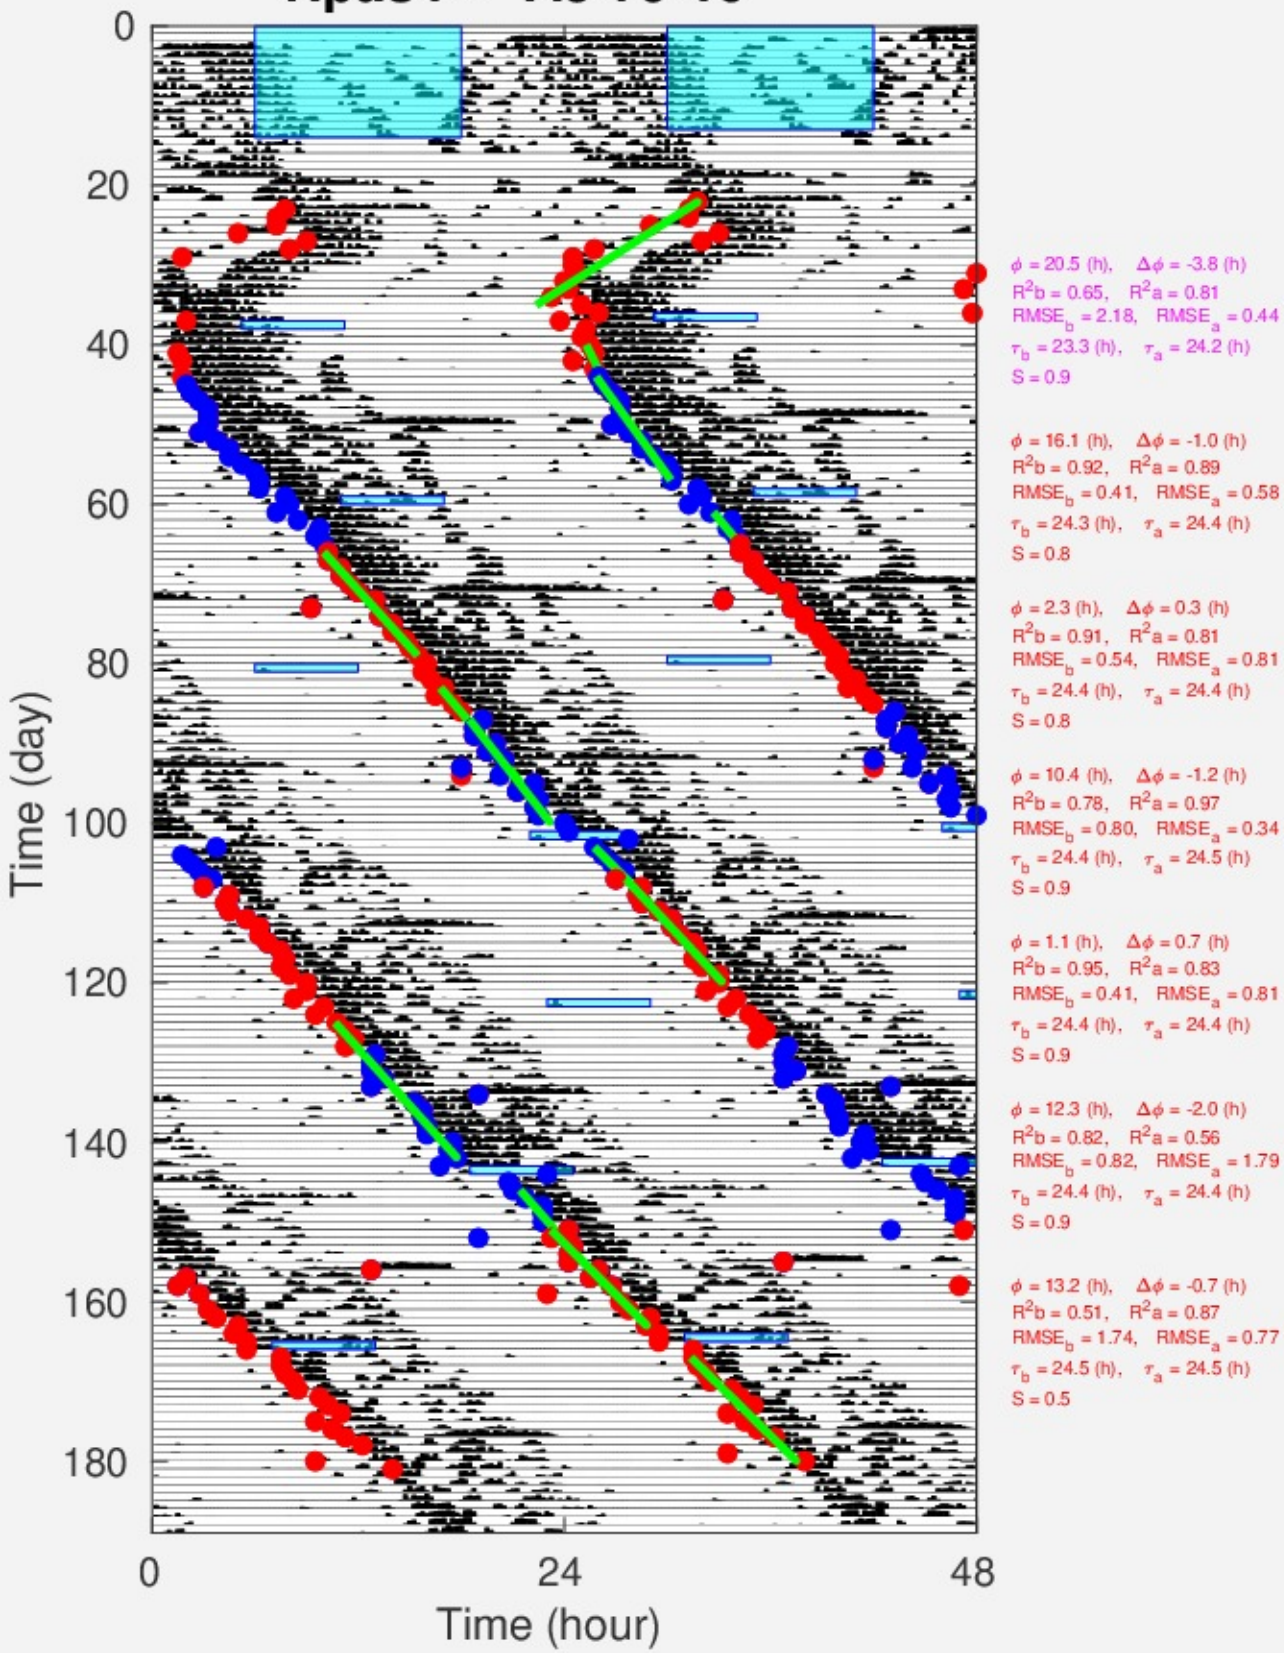 0
20
40
60
80
100
120
140
160
180
Time (day)
0 24 48
Time (hour)
ϕ = 20.5 (h), Δϕ = -3.8 (h)
R²b = 0.65, R²a = 0.81
RMSE_b = 2.18, RMSE_a = 0.44
τ_b = 23.3 (h), τ_a = 24.2 (h)
S = 0.9
ϕ = 16.1 (h), Δϕ = -1.0 (h)
R²b = 0.92, R²a = 0.89
RMSE_b = 0.41, RMSE_a = 0.58
τ_b = 24.3 (h), τ_a = 24.4 (h)
S = 0.8
ϕ = 2.3 (h), Δϕ = 0.3 (h)
R²b = 0.91, R²a = 0.81
RMSE_b = 0.54, RMSE_a = 0.81
τ_b = 24.4 (h), τ_a = 24.4 (h)
S = 0.8
ϕ = 10.4 (h), Δϕ = -1.2 (h)
R²b = 0.78, R²a = 0.97
RMSE_b = 0.80, RMSE_a = 0.34
τ_b = 24.4 (h), τ_a = 24.5 (h)
S = 0.9
ϕ = 1.1 (h), Δϕ = 0.7 (h)
R²b = 0.95, R²a = 0.83
RMSE_b = 0.41, RMSE_a = 0.81
τ_b = 24.4 (h), τ_a = 24.4 (h)
S = 0.9
ϕ = 12.3 (h), Δϕ = -2.0 (h)
R²b = 0.82, R²a = 0.56
RMSE_b = 0.82, RMSE_a = 1.79
τ_b = 24.4 (h), τ_a = 24.4 (h)
S = 0.9
ϕ = 13.2 (h), Δϕ = -0.7 (h)
R²b = 0.51, R²a = 0.87
RMSE_b = 1.74, RMSE_a = 0.77
τ_b = 24.5 (h), τ_a = 24.5 (h)
S = 0.5